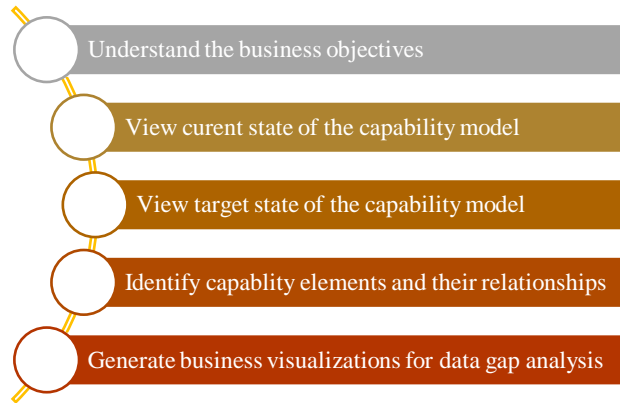 Understand the business objectives
View curent state of the capability model
View target state of the capability model
Identify capablity elements and their relationships
Generate business visualizations for data gap analysis